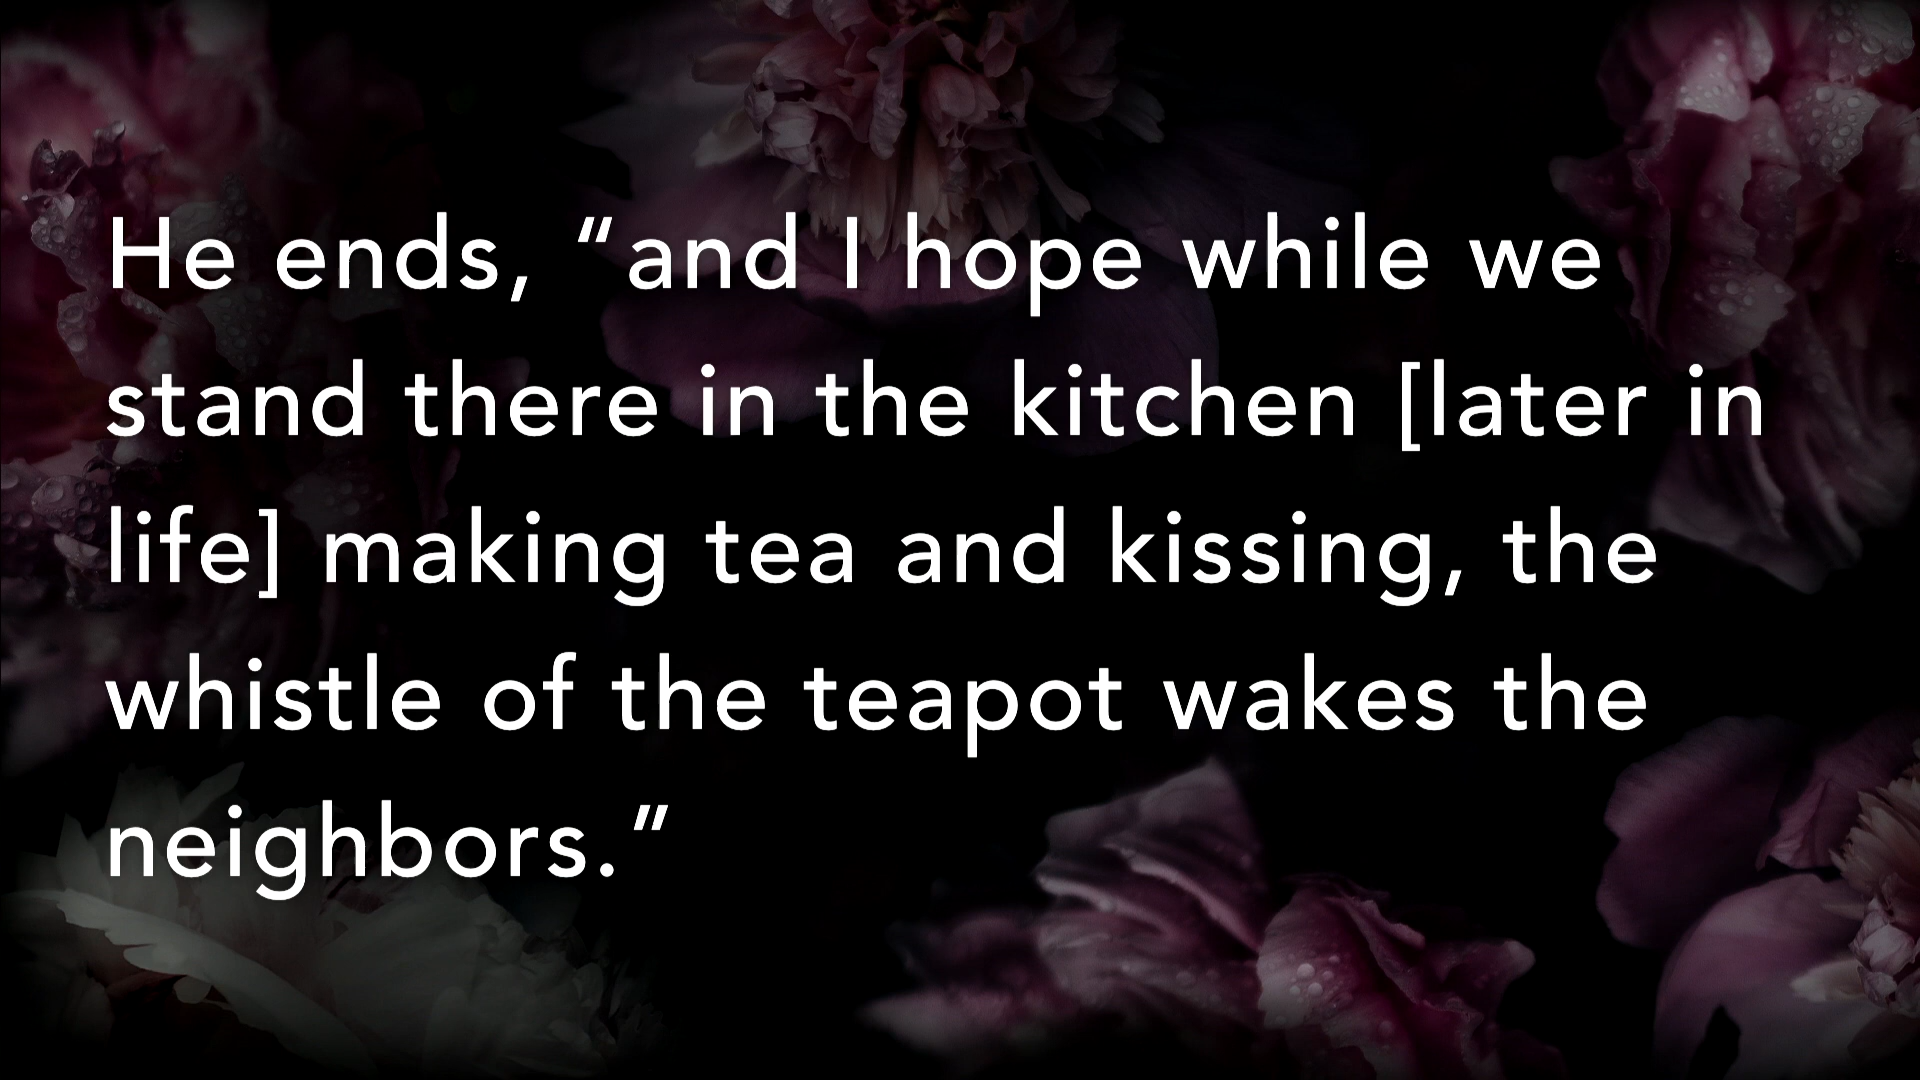 He ends, “and I hope while we
stand there in the kitchen [later in
life] making tea and kissing, the
whistle of the teapot wakes the
neighbors.”